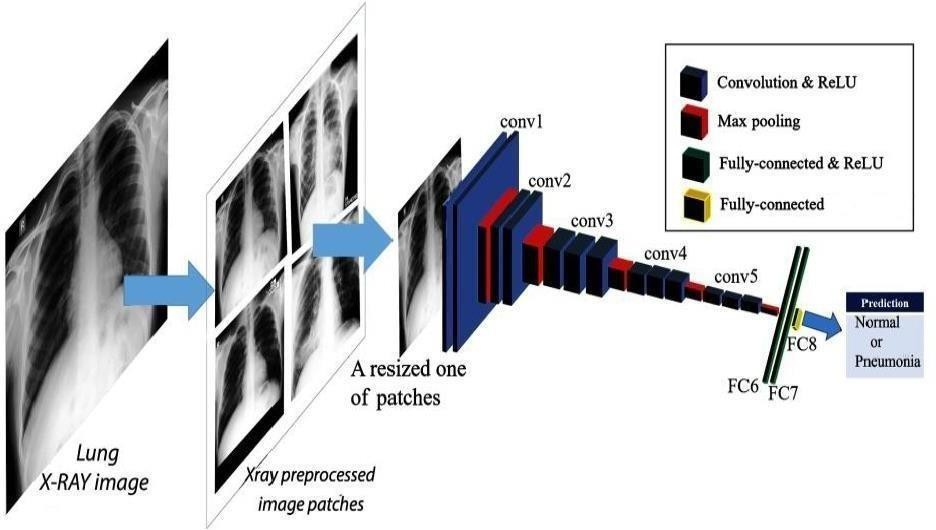 Lung
X-RAY image
Xray preprocessed
image patches
A resized one
of patches
conv1
conv2
conv3
conv4
conv5
FC6
FC7
FC8
Convolution & ReLU
Max pooling
Fully-connected & ReLU
Fully-connected
Prediction
Normal
or
Pneumonia